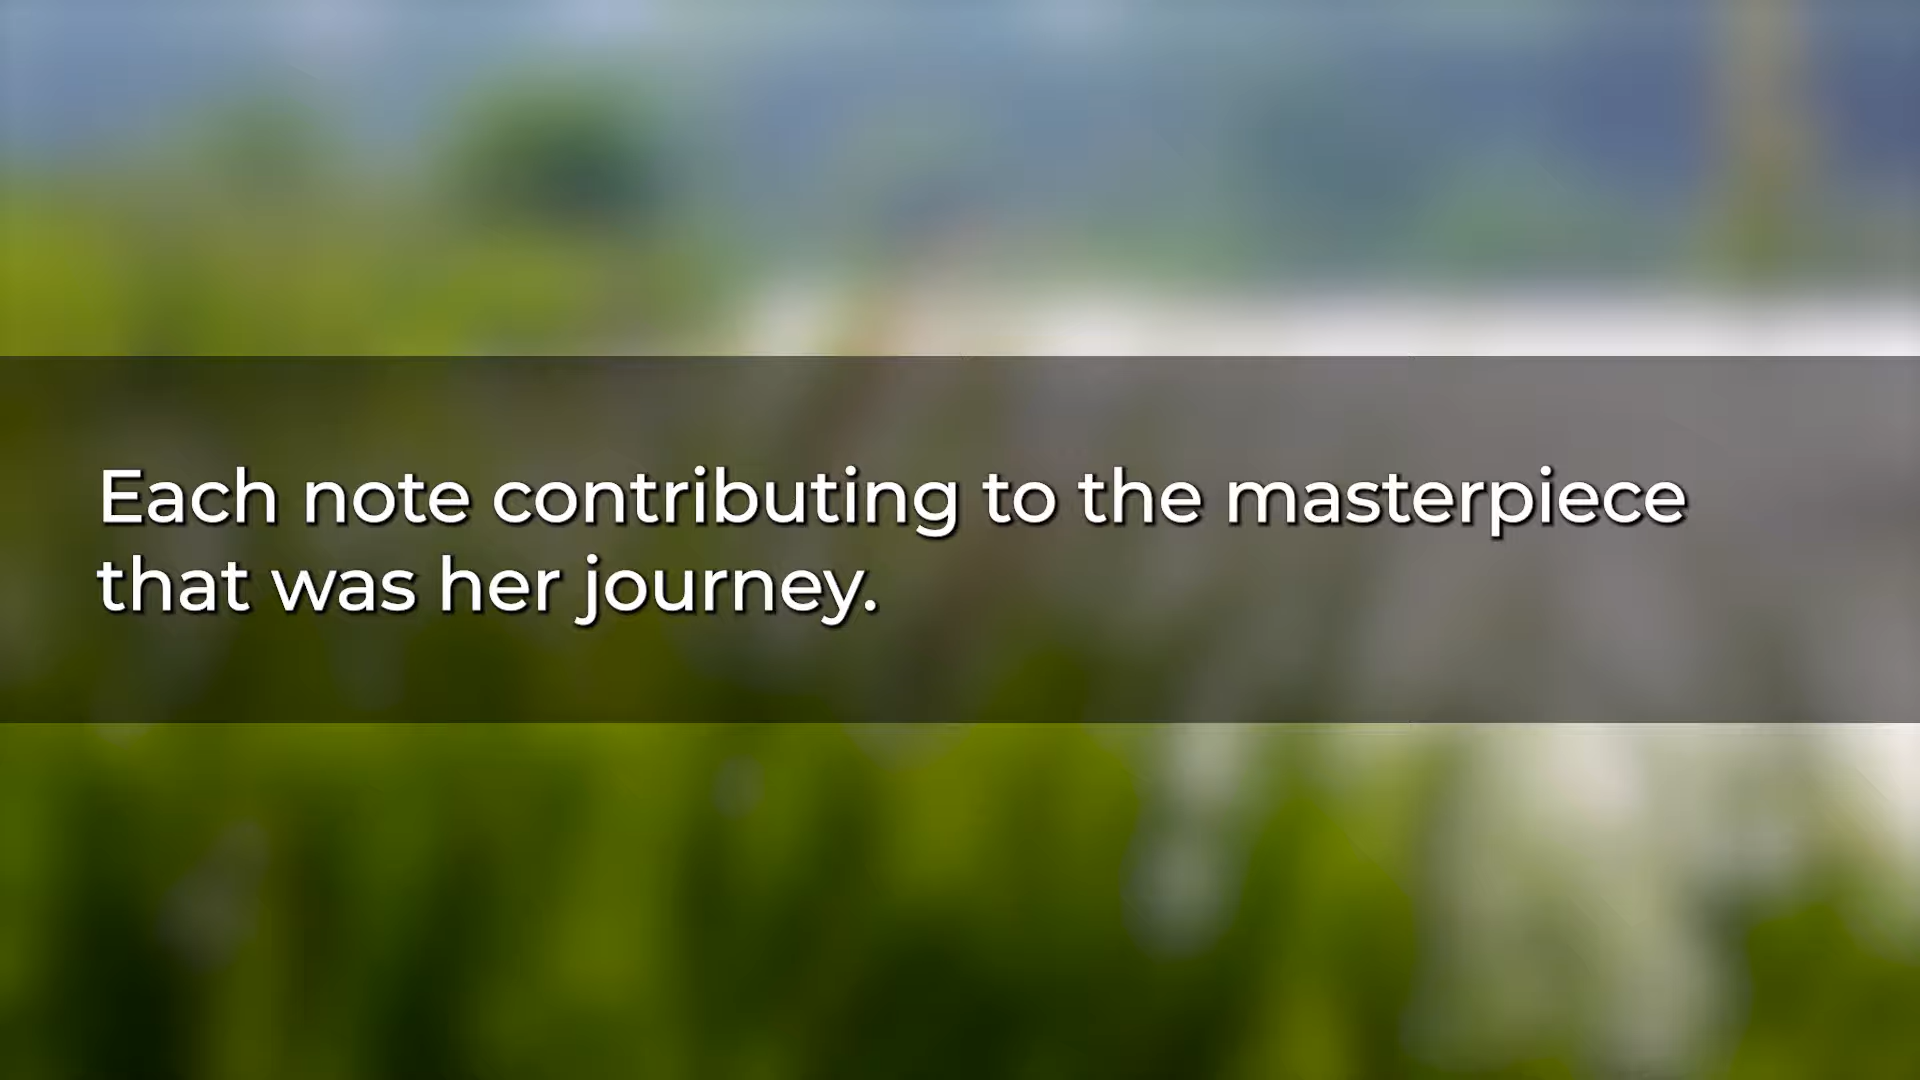 Each note contributing to the masterpiece
that was her journey.